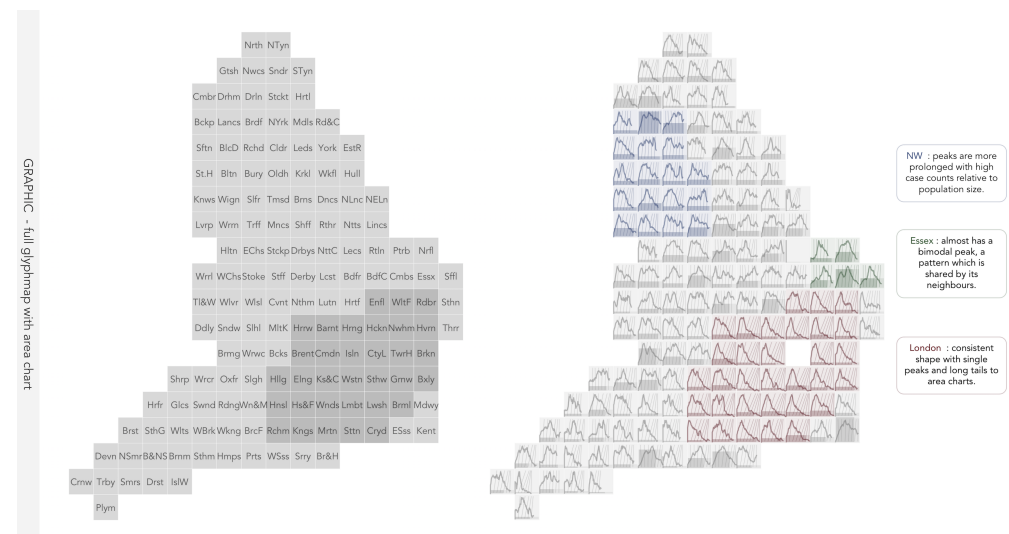 GRAPHIC - full glyphmap with area chart
Nrth NTyn
Gtsh Nwcs Sndr STyn
Cmbr Drhm Drln Stckt Hrtl
Bckp Lancs Brdf NYrk Mdls Rd&C
Sftn BlcD Rchd Cldr Leds York EstR
St.H Bltn Bury Oldh Krkl Wkfl Hull
Knws Wign Slfr Tmsd Brns Dncs NLnc NELn
Lvrp Wrrn Trff Mncs Shff Rthr Ntts Lincs
Hltn EChs Stckp Drbys NttC Lecs Rtln Ptrb Nrfl
Wrrl WChs Stoke Stff Derby Lcst Bdfr BdfC Cmbs Essx Sffl
Tl&W Wlvr Wlsl Cvnt Nthm Lutn Hrtf Enfl WltF Rdbr Sthn
Ddly Sndw Slhl MltK Hrrw Barnt Hrng Hckn Nwhm Hvrn Thrr
Brmg Wrwc Bcks Brent Cmdn Isln CtyL TwrH Brkn
Shrp Wrcr Oxfr Slgh Hllg Elng Ks&C Wstn Sthw Grnw Bxly
Hrfr Glcs Swnd Rdng Wn&M Hnsl Hs&F Wnds Lmbt Lwsh Brml Mdwy
Brst SthG Wlts WBrk Wkng BrcF Rchm Kngs Mrtn Sttn Cryd ESss Kent
Devn NSmr B&NS Brnm Sthm Hmps Prts WSss Srry Br&H
Crnw Trby Smrs Drst IslW
Plym
NW : peaks are more
prolonged with high
case counts relative to
population size.
Essex : almost has a
bimodal peak, a
pattern which is
shared by its
neighbours.
London : consistent
shape with single
peaks and long tails to
area charts.